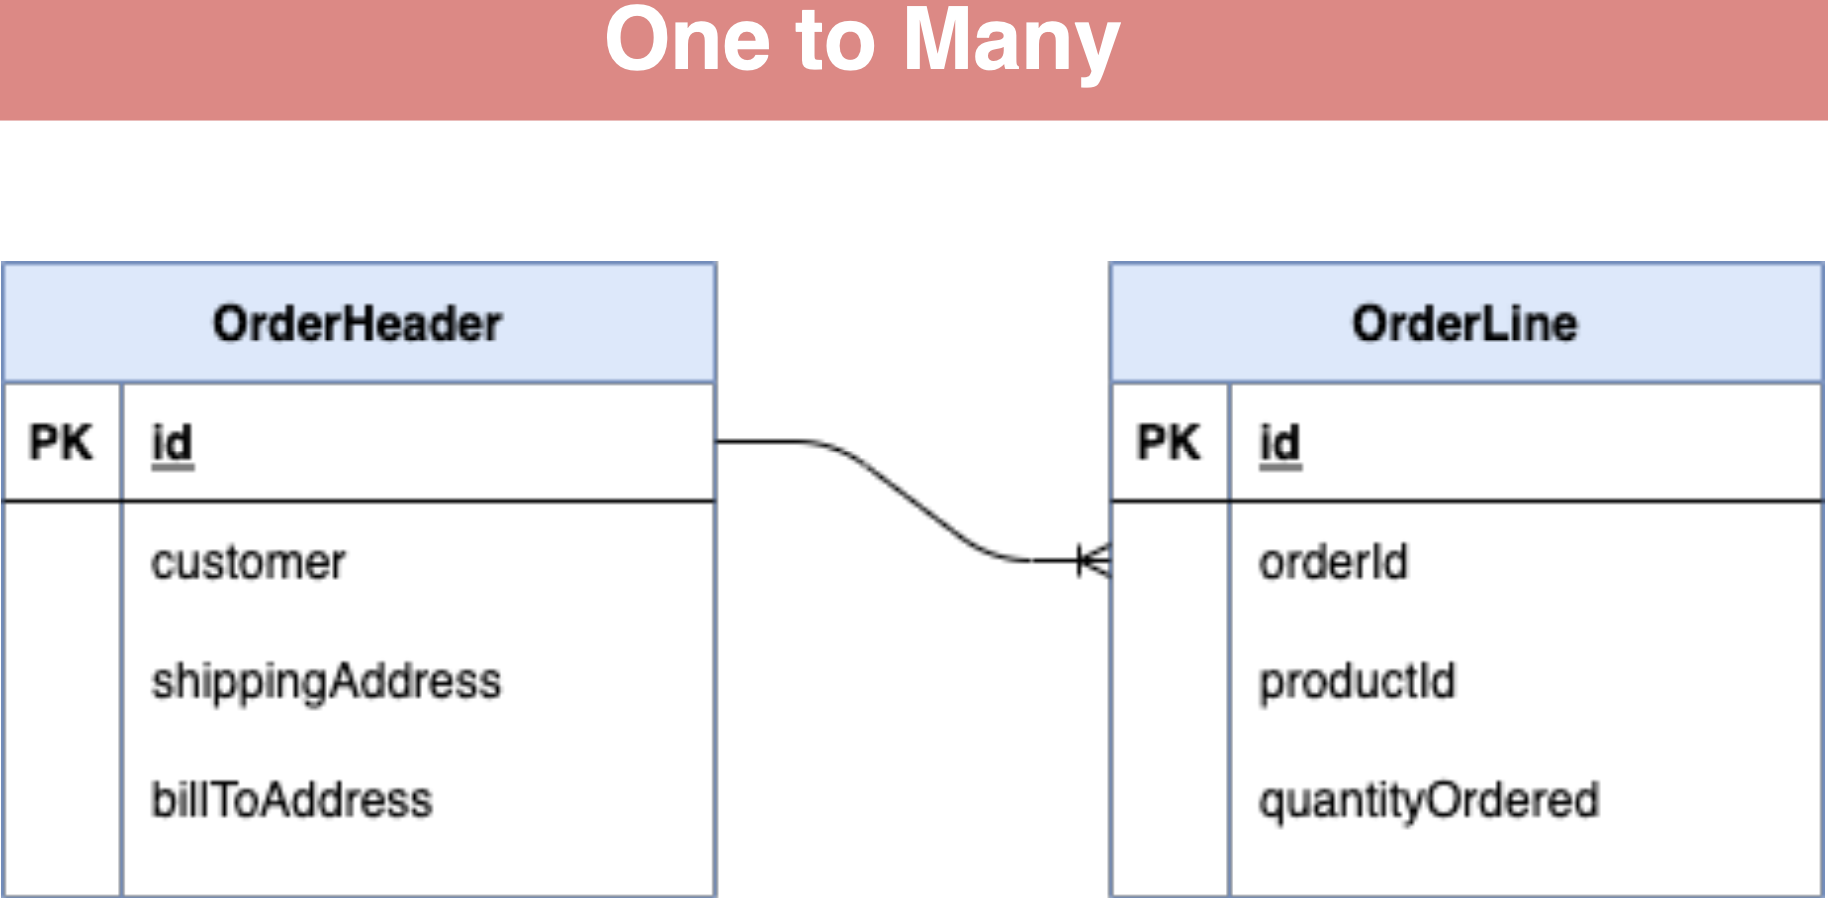 One to Many
OrderHeader
PK id
customer
shippingAddress
billToAddress
OrderLine
PK id
orderId
productId
quantityOrdered